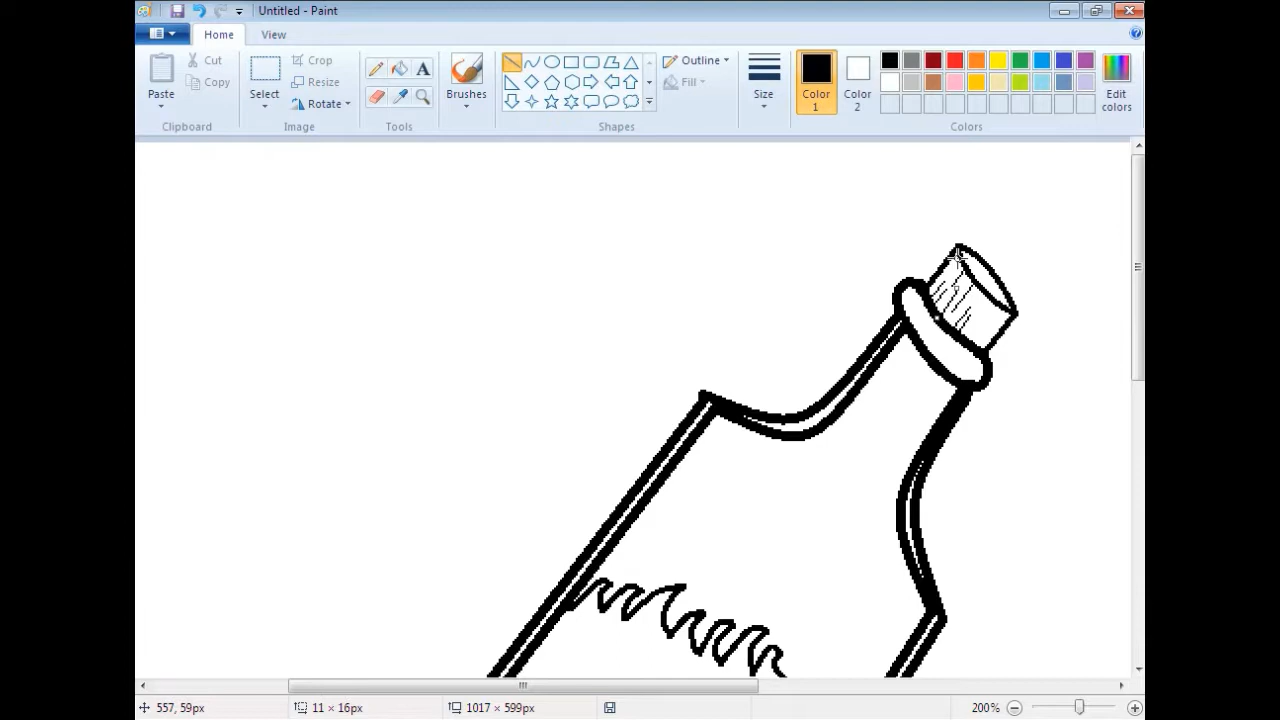 Untitled - Paint
Home View
Cut
Copy
Paste
Clipboard
Crop
Resize
Rotate
Select
Image
A
Tools
Brushes
Outline
Fill
Shapes
Size
Color 1
Color 2
Edit colors
Colors
557, 59px 11 × 16px 1017 × 599px 200%